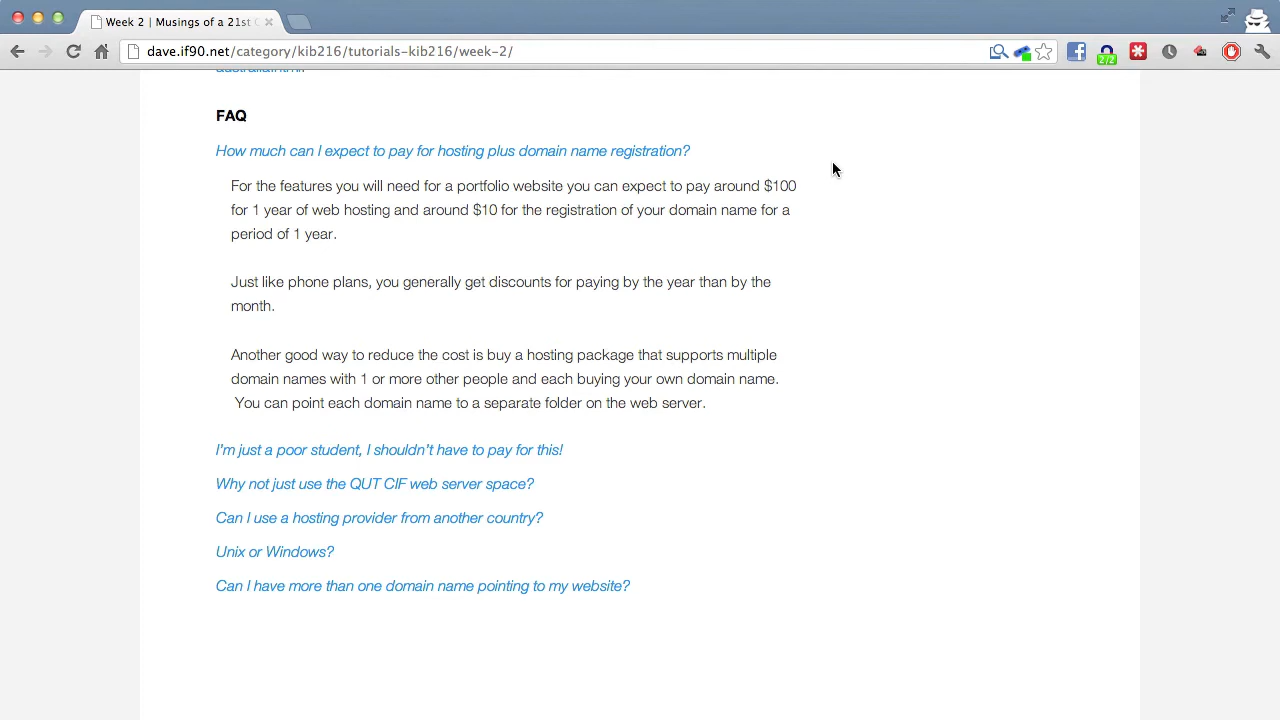 Week 2 | Musings of a 21st
dave.if90.net/category/kib216/tutorials-kib216/week-2/
2/2
FAQ
How much can I expect to pay for hosting plus domain name registration?
For the features you will need for a portfolio website you can expect to pay around $100
for 1 year of web hosting and around $10 for the registration of your domain name for a
period of 1 year.
Just like phone plans, you generally get discounts for paying by the year than by the
month.
Another good way to reduce the cost is buy a hosting package that supports multiple
domain names with 1 or more other people and each buying your own domain name.
You can point each domain name to a separate folder on the web server.
I'm just a poor student, I shouldn't have to pay for this!
Why not just use the QUT CIF web server space?
Can I use a hosting provider from another country?
Unix or Windows?
Can I have more than one domain name pointing to my website?